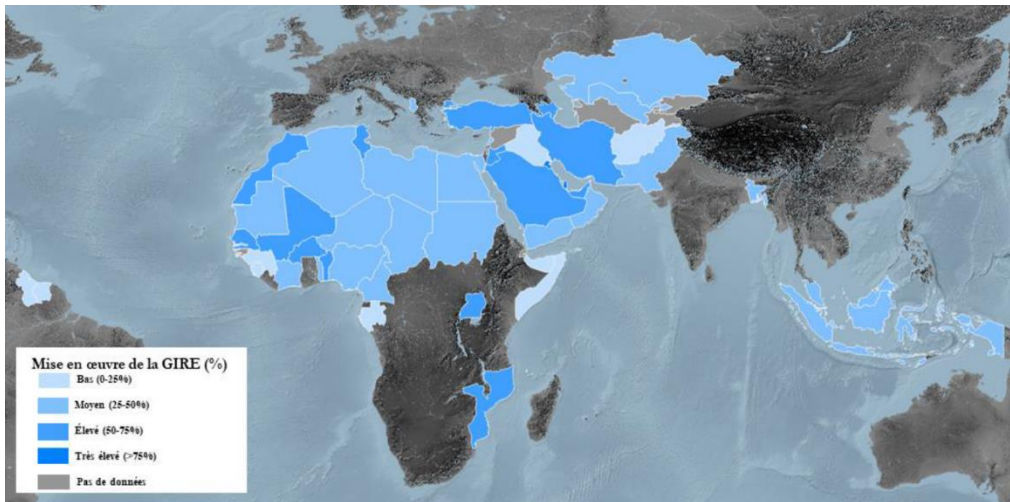 Mise en œuvre de la GIRE (%)
Bas (0-25%)
Moyen (25-50%)
Élevé (50-75%)
Très élevé (>75%)
Pas de données